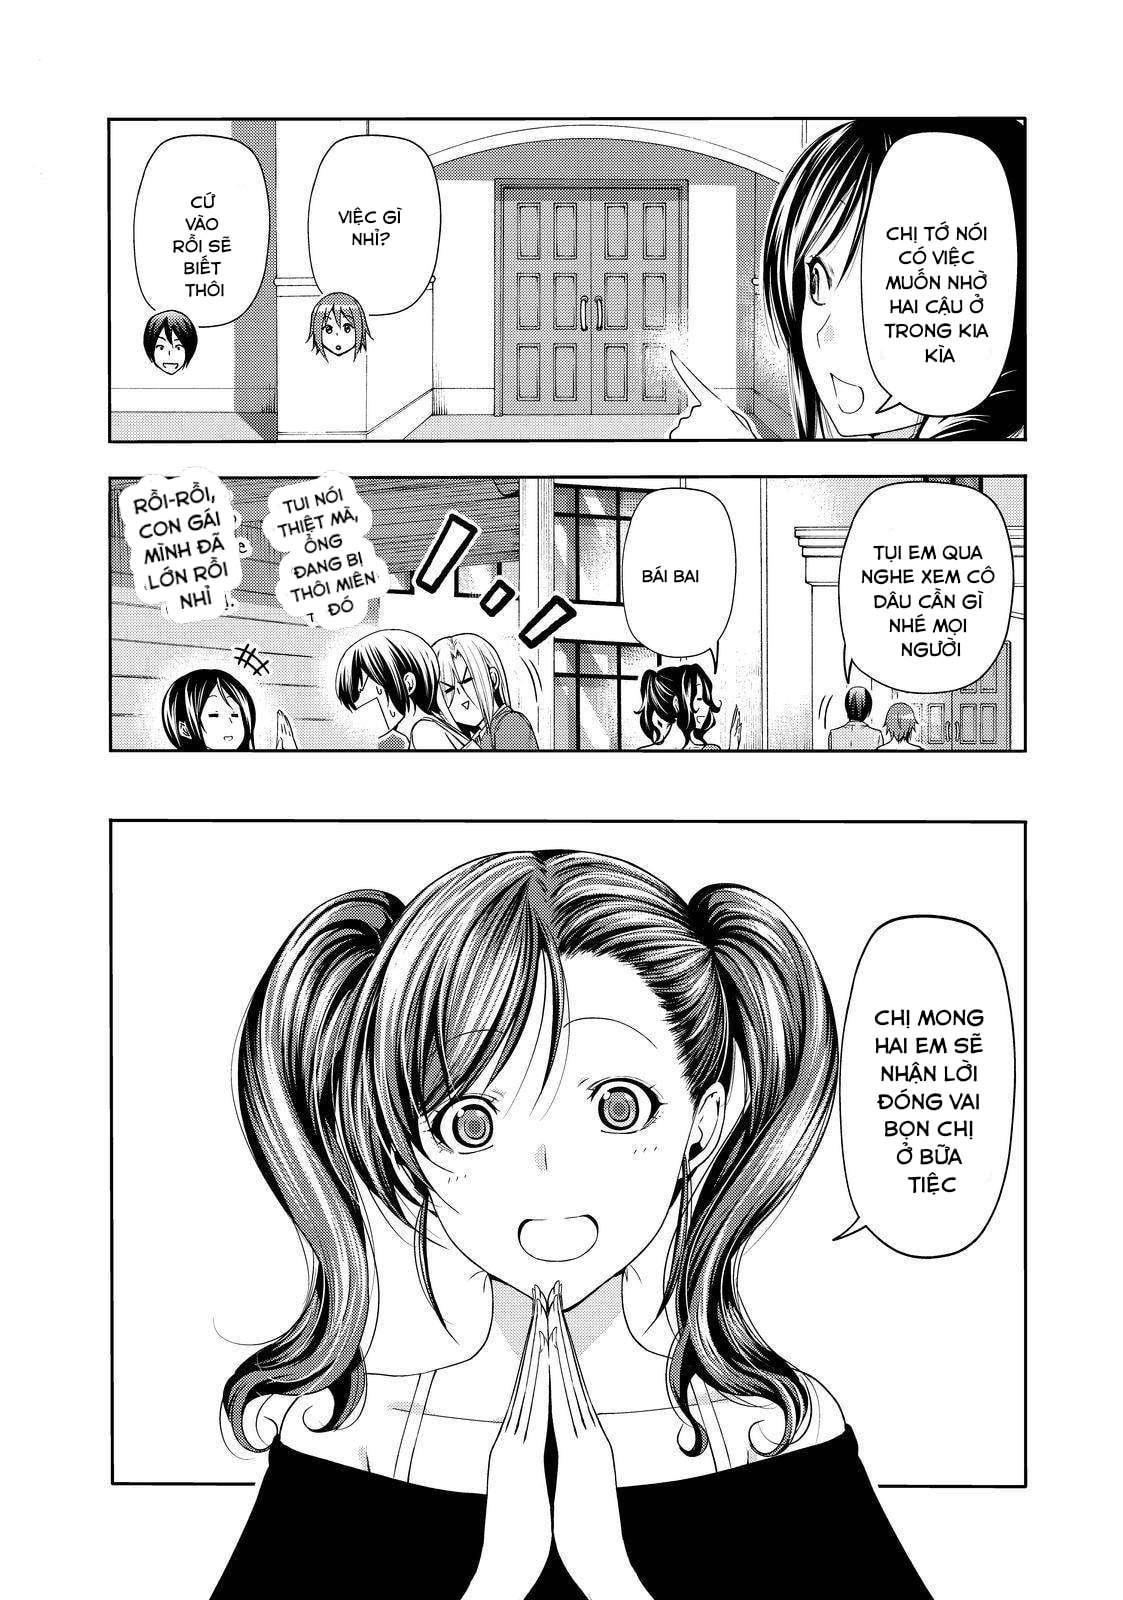 CHỊ TỚ NÓI
CÓ VIỆC
MUỐN NHỜ
HAI CẬU Ở
TRONG KIA
KÌA
VIỆC GÌ
NHỈ?
CỨ
VÀO
RỒI SẼ
BIẾT
THÔI
TỤI EM QUA
NGHE XEM CÔ
DÂU CẦN GÌ
NHÉ MỌI
NGƯỜI
BÁI BAI
TUI NÓI
THIỆT MÀ,
ÔNG
ĐANG BỊ
THÔI MIÊN
ĐÓ
RỒI-RỒI,
CON GÁI
MÌNH ĐÃ
LỚN RỒI
NHỈ
CHỊ MONG
HAI EM SẼ
NHẬN LỜI
ĐÓNG VAI
BỌN CHỊ
Ở BỮA
TIỆC